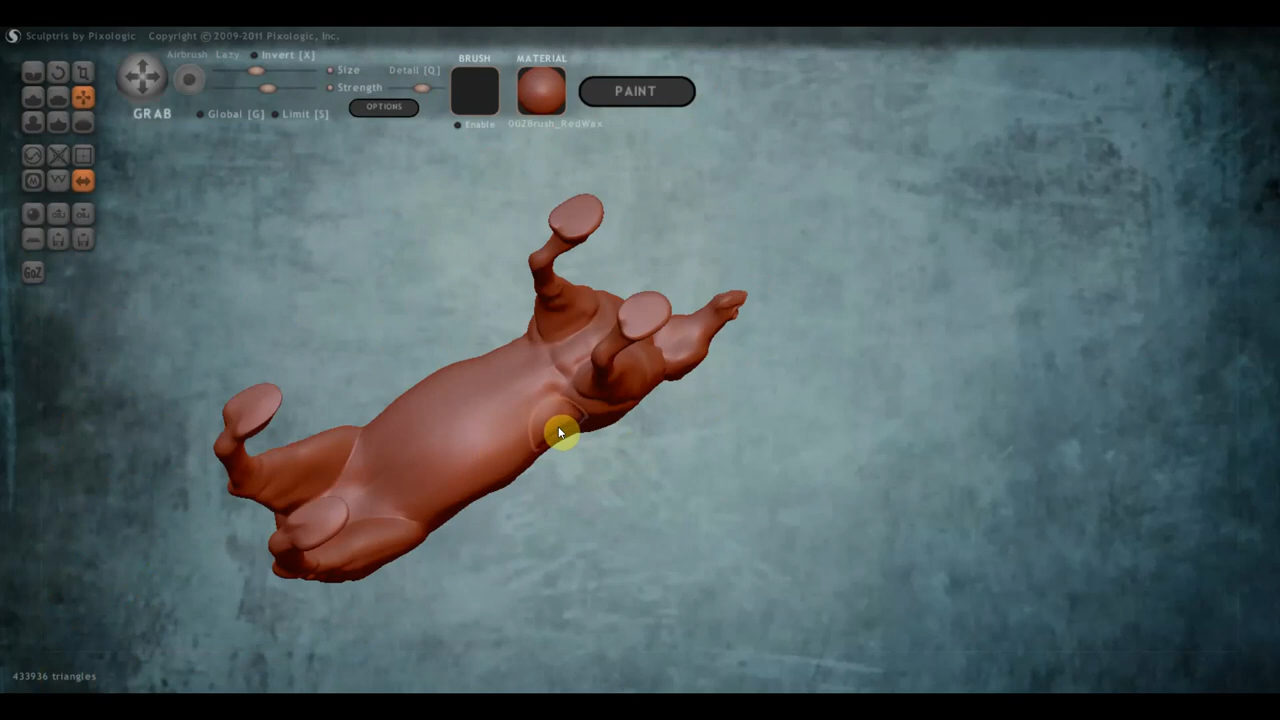 Sculptris by Pixologic Copyright ©2009-2011 Pixologic, Inc.
Airbrush Lazy Invert [X]
Size Detail [Q]
Strength
OPTIONS
GRAB Global [G] Limit [S]
BRUSH
Enable
MATERIAL
00ZBrush_RedWax
PAINT
GoZ
433936 triangles